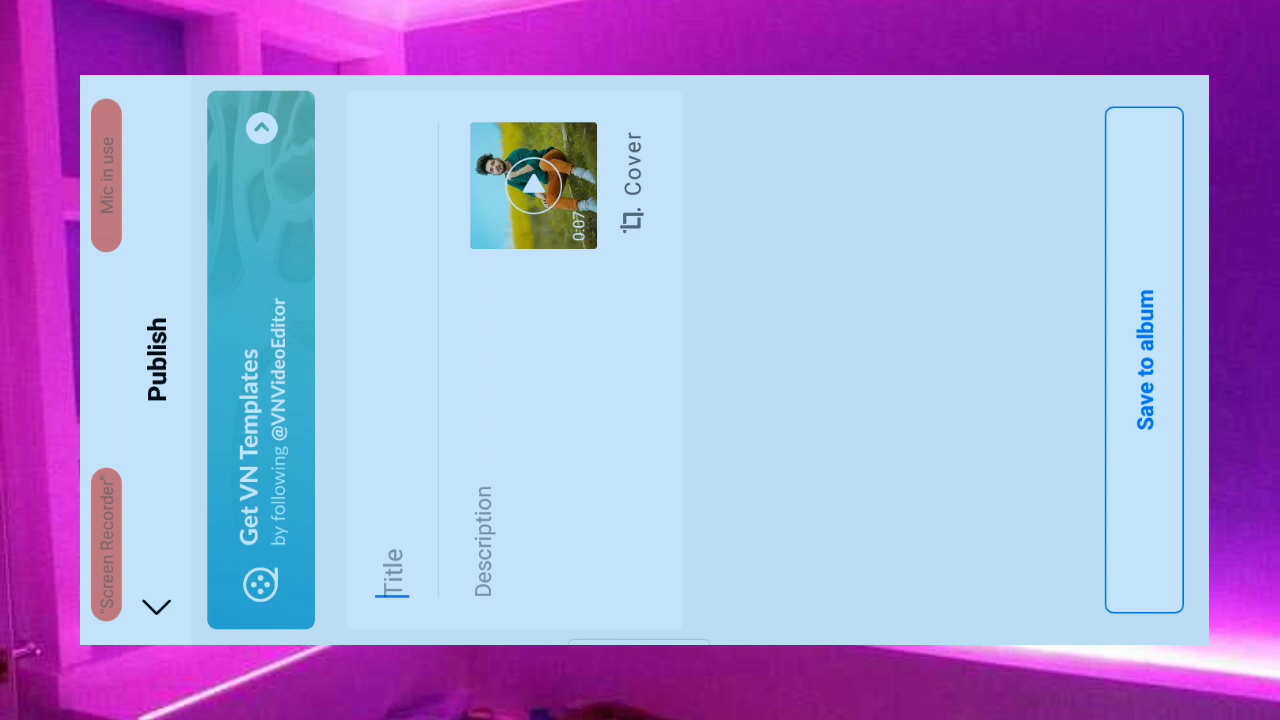 "Screen Recorder"
Mic in use
Publish
Get VN Templates
by following @VNVideoEditor
Title
Description
0:07
Cover
Save to album